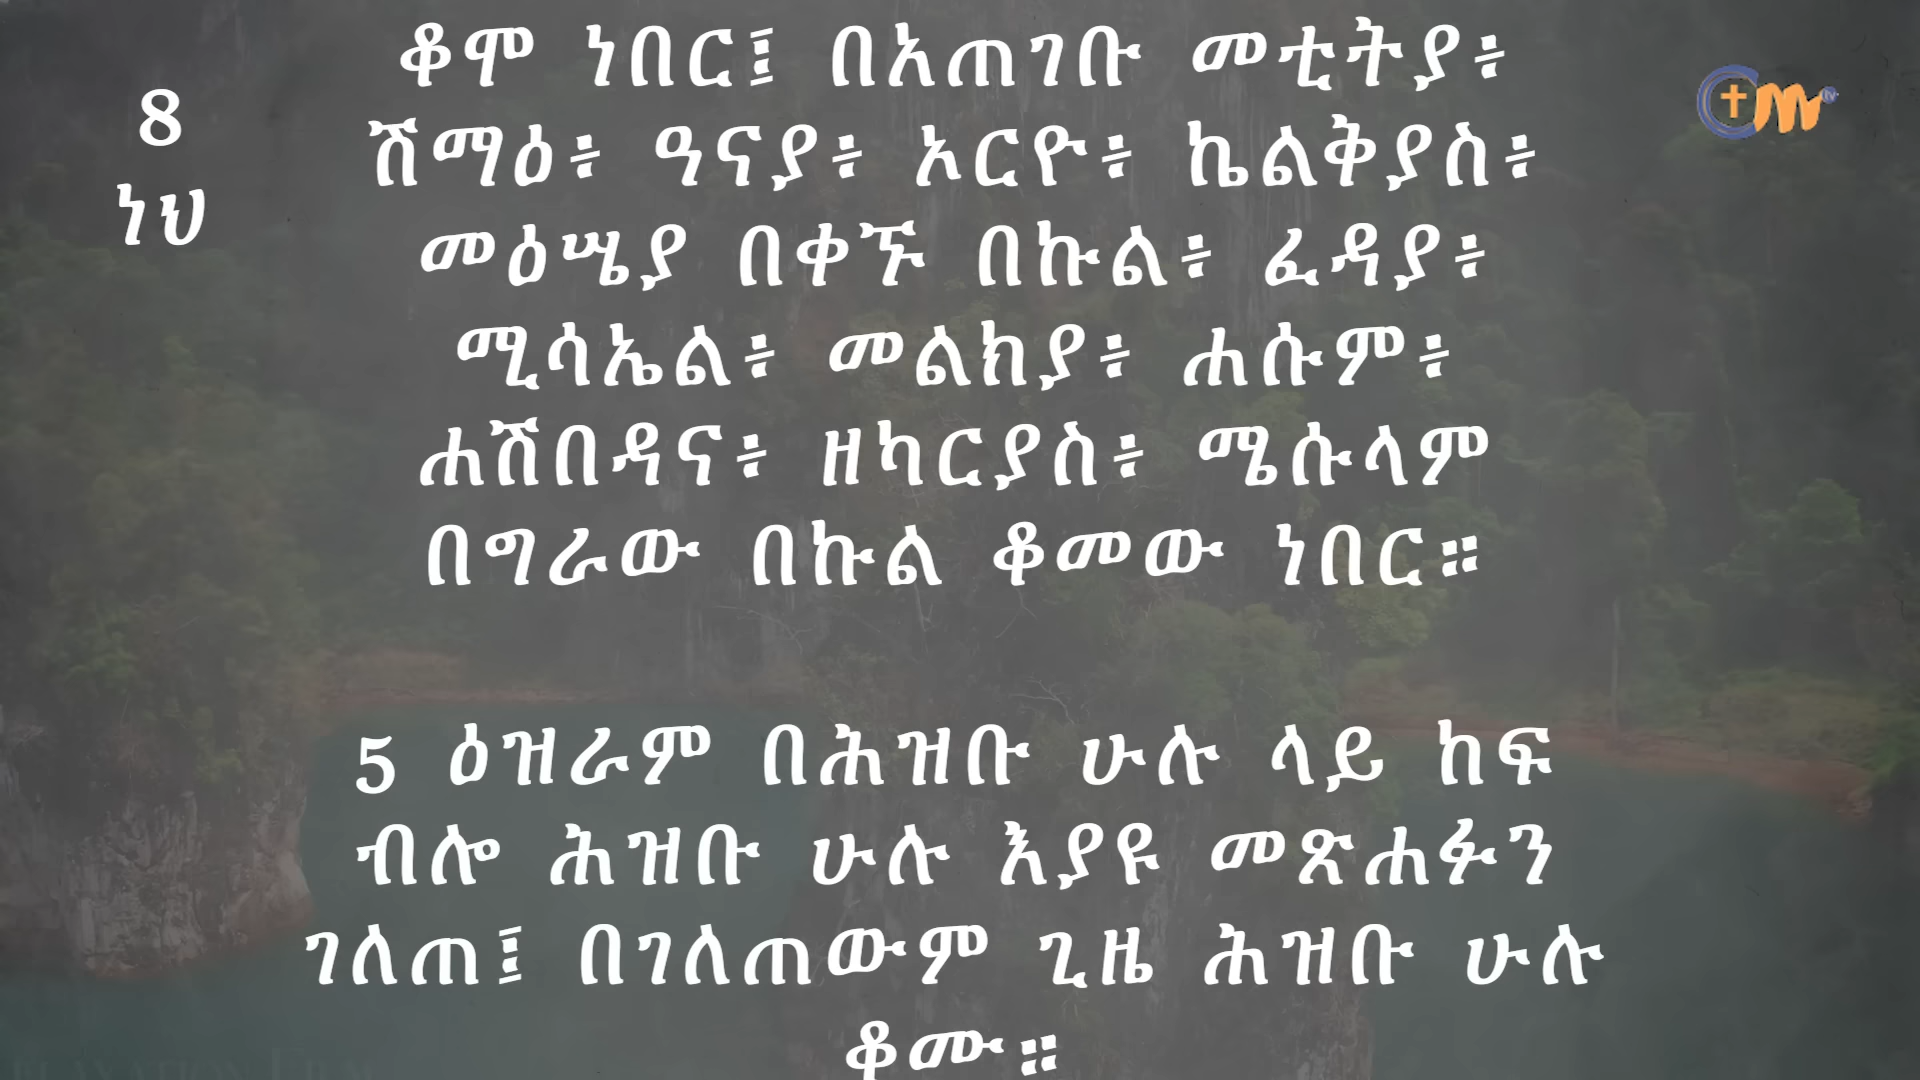 8
ነህ
ቆሞ ነበር፤ በአጠገቡ መቲትያ፥
ሽማዕ፥ ዓናያ፥ ኦርዮ፥ ኬልቅያስ፥
መዕሤያ በቀኙ በኩል፥ ፈዳያ፥
ሚሳኤል፥ መልክያ፥ ሐሱም፥
ሐሽበዳና፥ ዘካርያስ፥ ሜሱላም
በግራው በኩል ቆመው ነበር።
5 ዕዝራም በሕዝቡ ሁሉ ላይ ከፍ
ብሎ ሕዝቡ ሁሉ እያዩ መጽሐፉን
ገለጠ፤ በገለጠውም ጊዜ ሕዝቡ ሁሉ
ቆሙ።
Cm tv